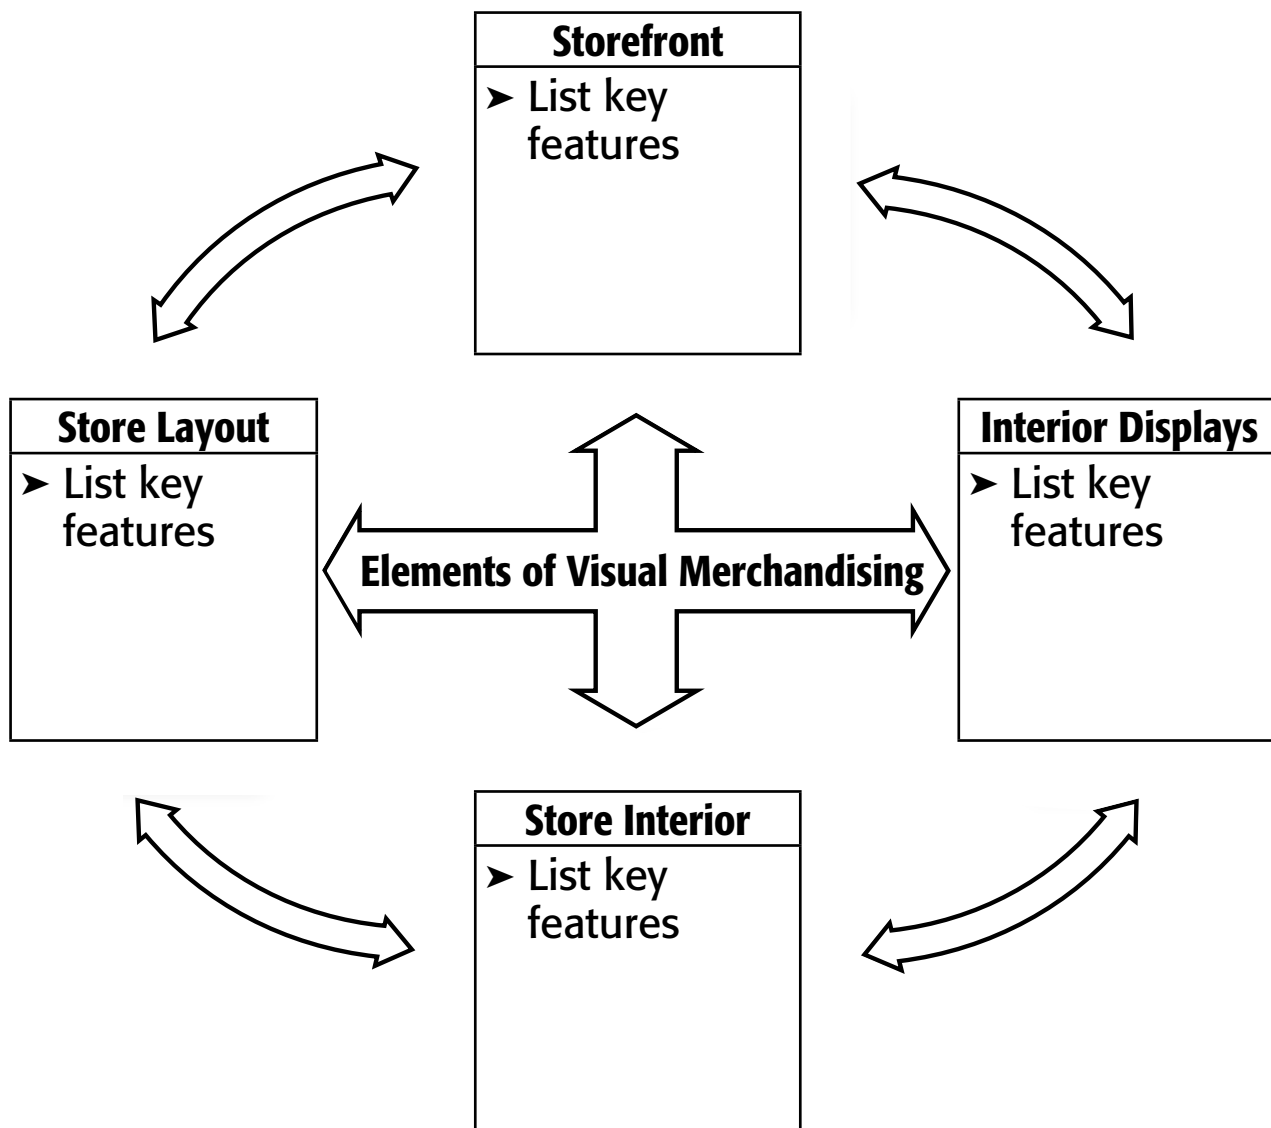 Storefront
➤ List key
features
Store Layout
➤ List key
features
Elements of Visual Merchandising
Interior Displays
➤ List key
features
Store Interior
➤ List key
features